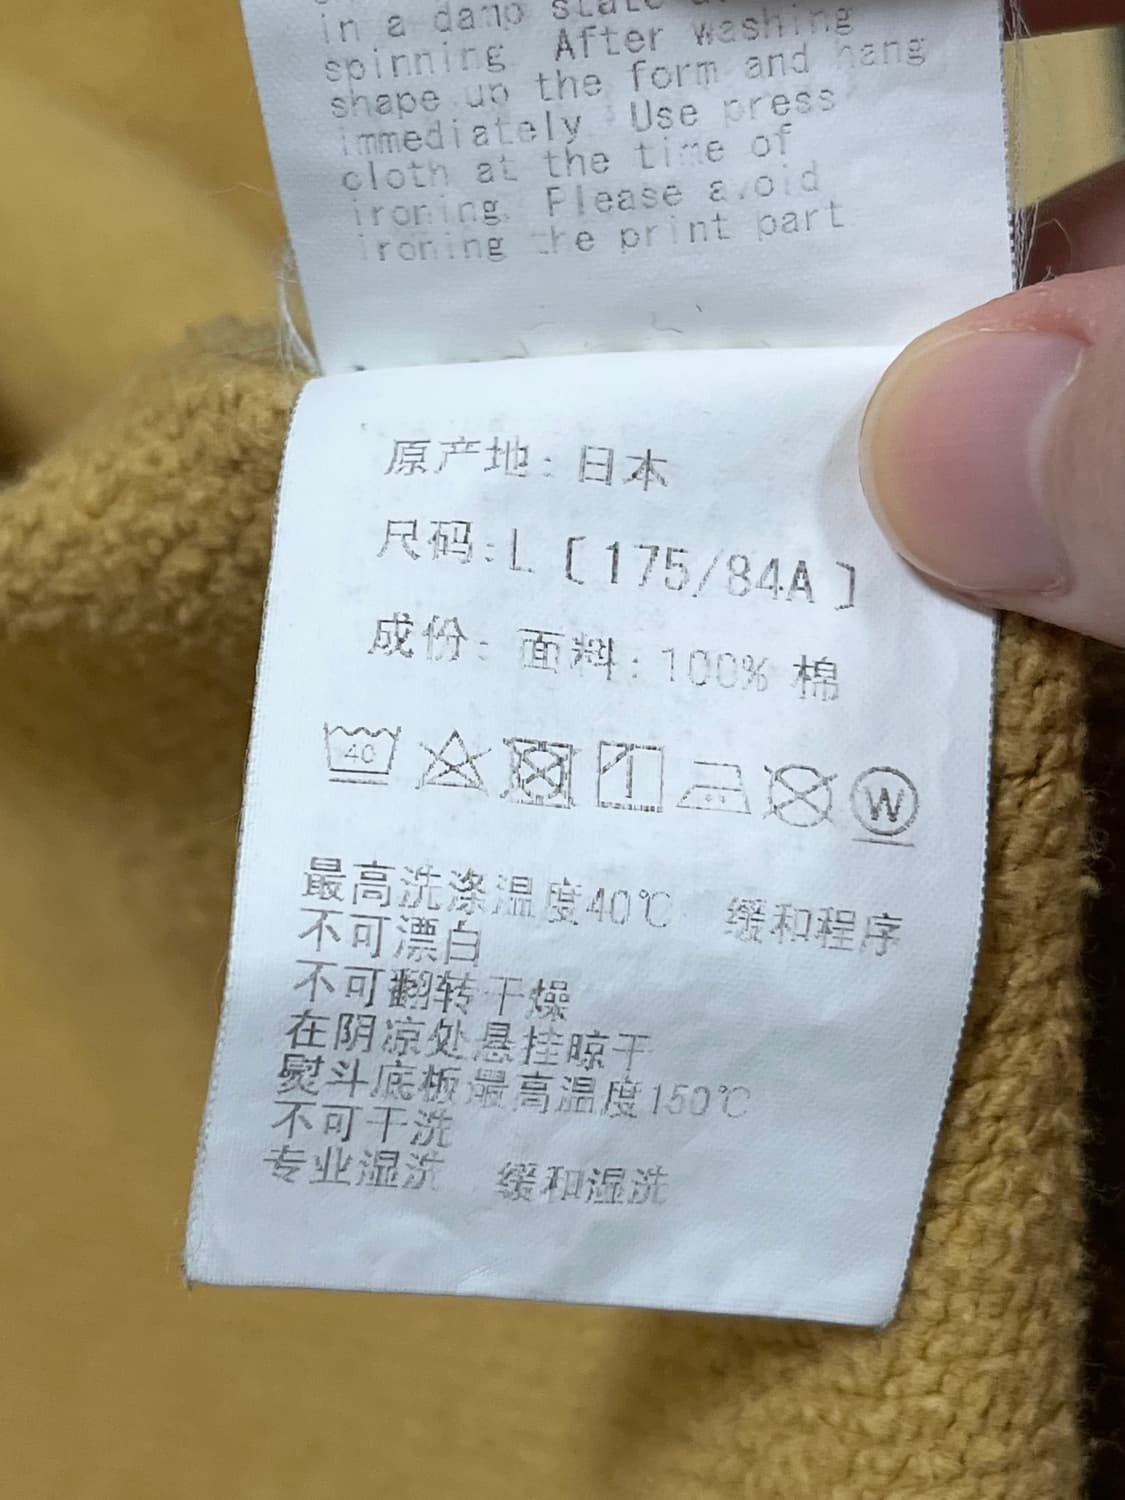 in a damp state
spinning After washing
shape up the form and hang
immediately Use press
cloth at the time of
ironing. Please avoid
ironing the print part
原产地: 日本
尺码: L〔175/84A〕
成份: 面料: 100% 棉
40 W
最高洗涤温度40℃ 缓和程序
不可漂白
不可翻转干燥
在阴凉处悬挂晾干
熨斗底板最高温度150℃
不可干洗
专业湿洗 缓和湿洗